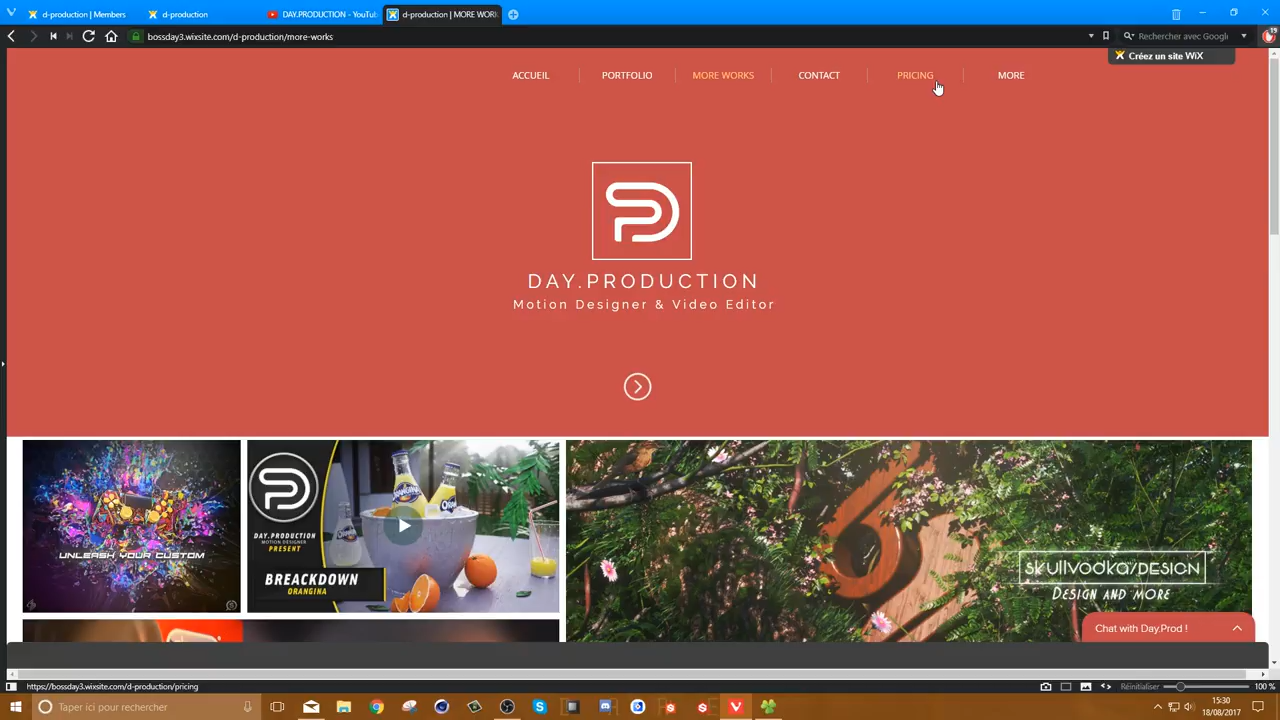 d-production | Members
d-production
DAY.PRODUCTION - YouTub
d-production | MORE WORK
bossday3.wixsite.com/d-production/more-works
Rechercher avec Googl
19
Créez un site WiX
ACCUEIL
PORTFOLIO
MORE WORKS
CONTACT
PRICING
MORE
DAY.PRODUCTION
Motion Designer & Video Editor
UNLEASH YOUR CUSTOM
DAY.PRODUCTION
MOTION DESIGNER
PRESENT
BREACKDOWN
ORANGINA
ORANGINA
skullvodka/design
Design and more
Chat with Day.Prod !
https://bossday3.wixsite.com/d-production/pricing
Réinitialiser
100 %
Taper ici pour rechercher
15:30
18/08/2017